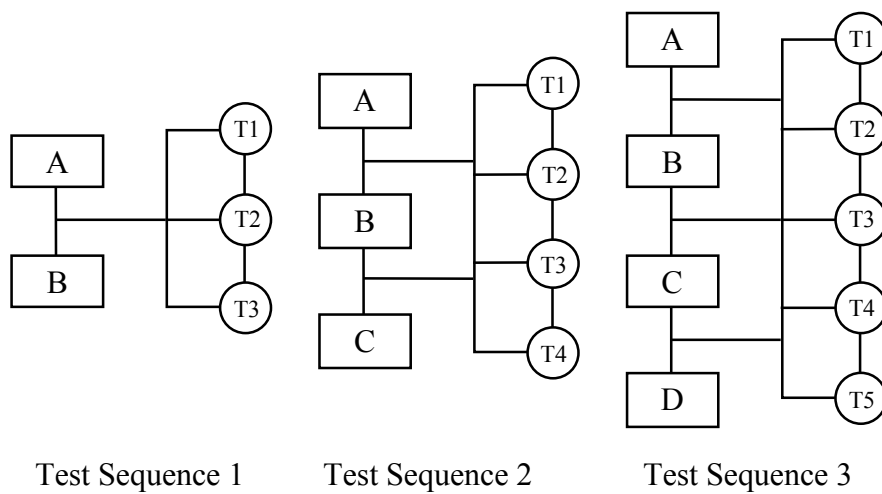 A
B
T1
T2
T3
Test Sequence 1
A
B
C
T1
T2
T3
T4
Test Sequence 2
A
B
C
D
T1
T2
T3
T4
T5
Test Sequence 3